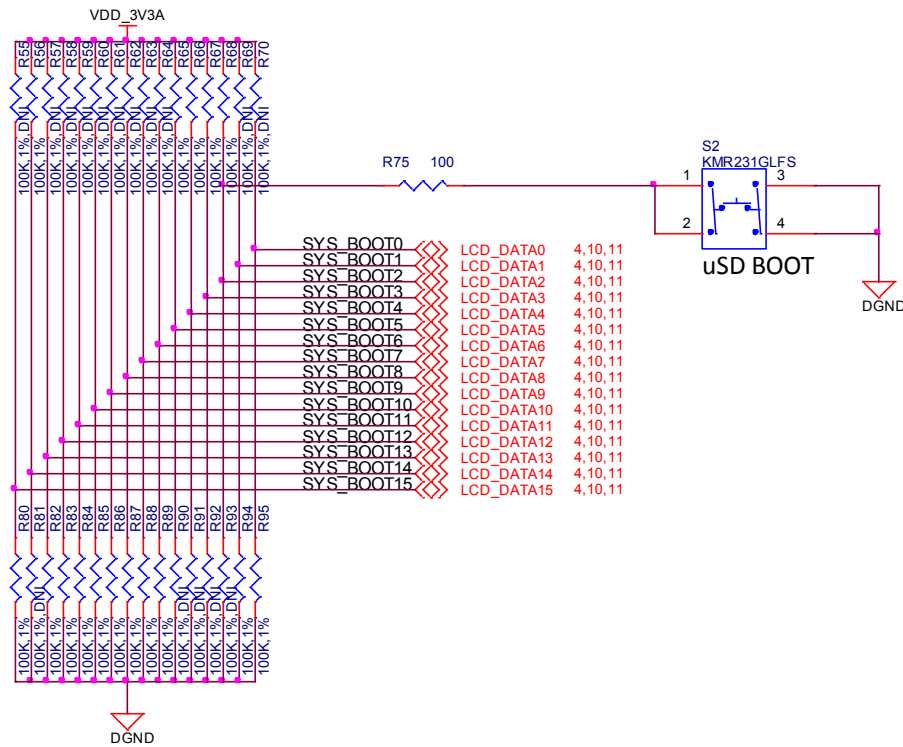 VDD_3V3A
R55
R56
R57
R58
R59
R60
R61
R62
R63
R64
R65
R66
R67
R68
R69
R70
100K,1%,DNI
100K,1%
100K,1%,DNI
100K,1%,DNI
100K,1%,DNI
100K,1%,DNI
100K,1%,DNI
100K,1%,DNI
100K,1%,DNI
100K,1%,DNI
100K,1%
100K,1%
100K,1%
100K,1%
100K,1%,DNI
100K,1%,DNI
R75 100
S2
KMR231GLFS
1 3
2 4
uSD BOOT
DGND
SYS_BOOT0 LCD_DATA0 4,10,11
SYS_BOOT1 LCD_DATA1 4,10,11
SYS_BOOT2 LCD_DATA2 4,10,11
SYS_BOOT3 LCD_DATA3 4,10,11
SYS_BOOT4 LCD_DATA4 4,10,11
SYS_BOOT5 LCD_DATA5 4,10,11
SYS_BOOT6 LCD_DATA6 4,10,11
SYS_BOOT7 LCD_DATA7 4,10,11
SYS_BOOT8 LCD_DATA8 4,10,11
SYS_BOOT9 LCD_DATA9 4,10,11
SYS_BOOT10 LCD_DATA10 4,10,11
SYS_BOOT11 LCD_DATA11 4,10,11
SYS_BOOT12 LCD_DATA12 4,10,11
SYS_BOOT13 LCD_DATA13 4,10,11
SYS_BOOT14 LCD_DATA14 4,10,11
SYS_BOOT15 LCD_DATA15 4,10,11
R80
R81
R82
R83
R84
R85
R86
R87
R88
R89
R90
R91
R92
R93
R94
R95
100K,1%
100K,1%,DNI
100K,1%
100K,1%
100K,1%
100K,1%
100K,1%
100K,1%
100K,1%
100K,1%
100K,1%,DNI
100K,1%,DNI
100K,1%,DNI
100K,1%,DNI
100K,1%
100K,1%
DGND